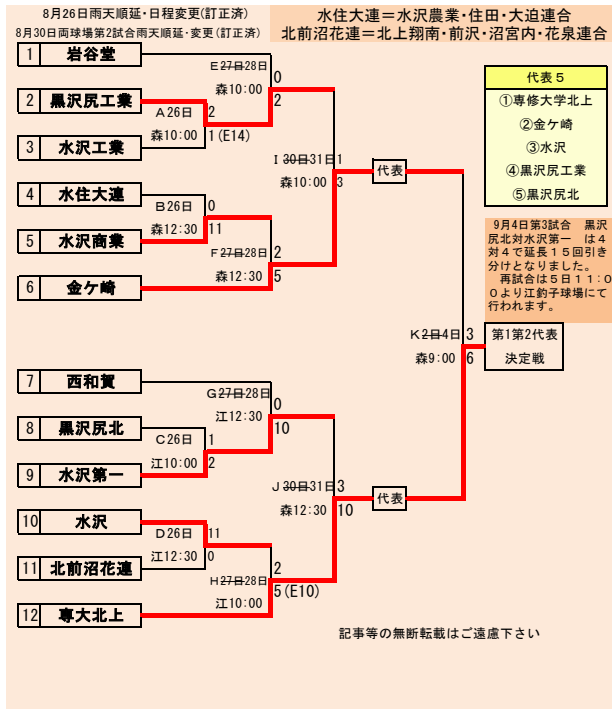 8月26日雨天順延・日程変更(訂正済)
8月30日両球場第2試合雨天順延・変更(訂正済)
水住大連＝水沢農業・住田・大迫連合
北前沼花連＝北上翔南・前沢・沼宮内・花泉連合
1 岩谷堂
2 黒沢尻工業
3 水沢工業
4 水住大連
5 水沢商業
6 金ケ崎
7 西和賀
8 黒沢尻北
9 水沢第一
10 水沢
11 北前沼花連
12 専大北上
A26日 2
森10:00 1(E14)
B26日 0
森12:30 11
C26日 1
江10:00 2
D26日 11
江12:30 0
E27日28日 0
森10:00 2
F27日28日 2
森12:30 5
G27日28日 0
江12:30 10
H27日28日 2
江10:00 5(E10)
I 30日31日 1
森10:00 3
代表
J 30日31日 3
森12:30 10
代表
K2日4日 3
森9:00 6
第1第2代表
決定戦
代表５
①専修大学北上
②金ケ崎
③水沢
④黒沢尻工業
⑤黒沢尻北
9月4日第3試合　黒沢
尻北対水沢第一　は４
対４で延長１５回引き
分けとなりました。
再試合は５日１１:０
０より江釣子球場にて
行われます。
記事等の無断転載はご遠慮下さい